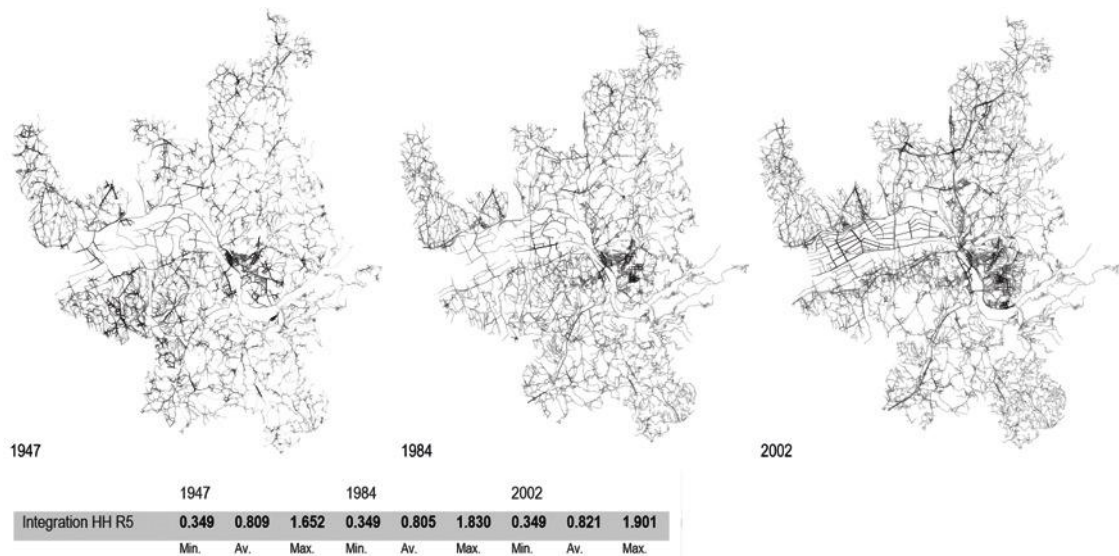 1947 1984 2002
1947 1984 2002
Integration HH R5 0.349 0.809 1.652 0.349 0.805 1.830 0.349 0.821 1.901
Min. Av. Max. Min. Av. Max. Min. Av. Max.